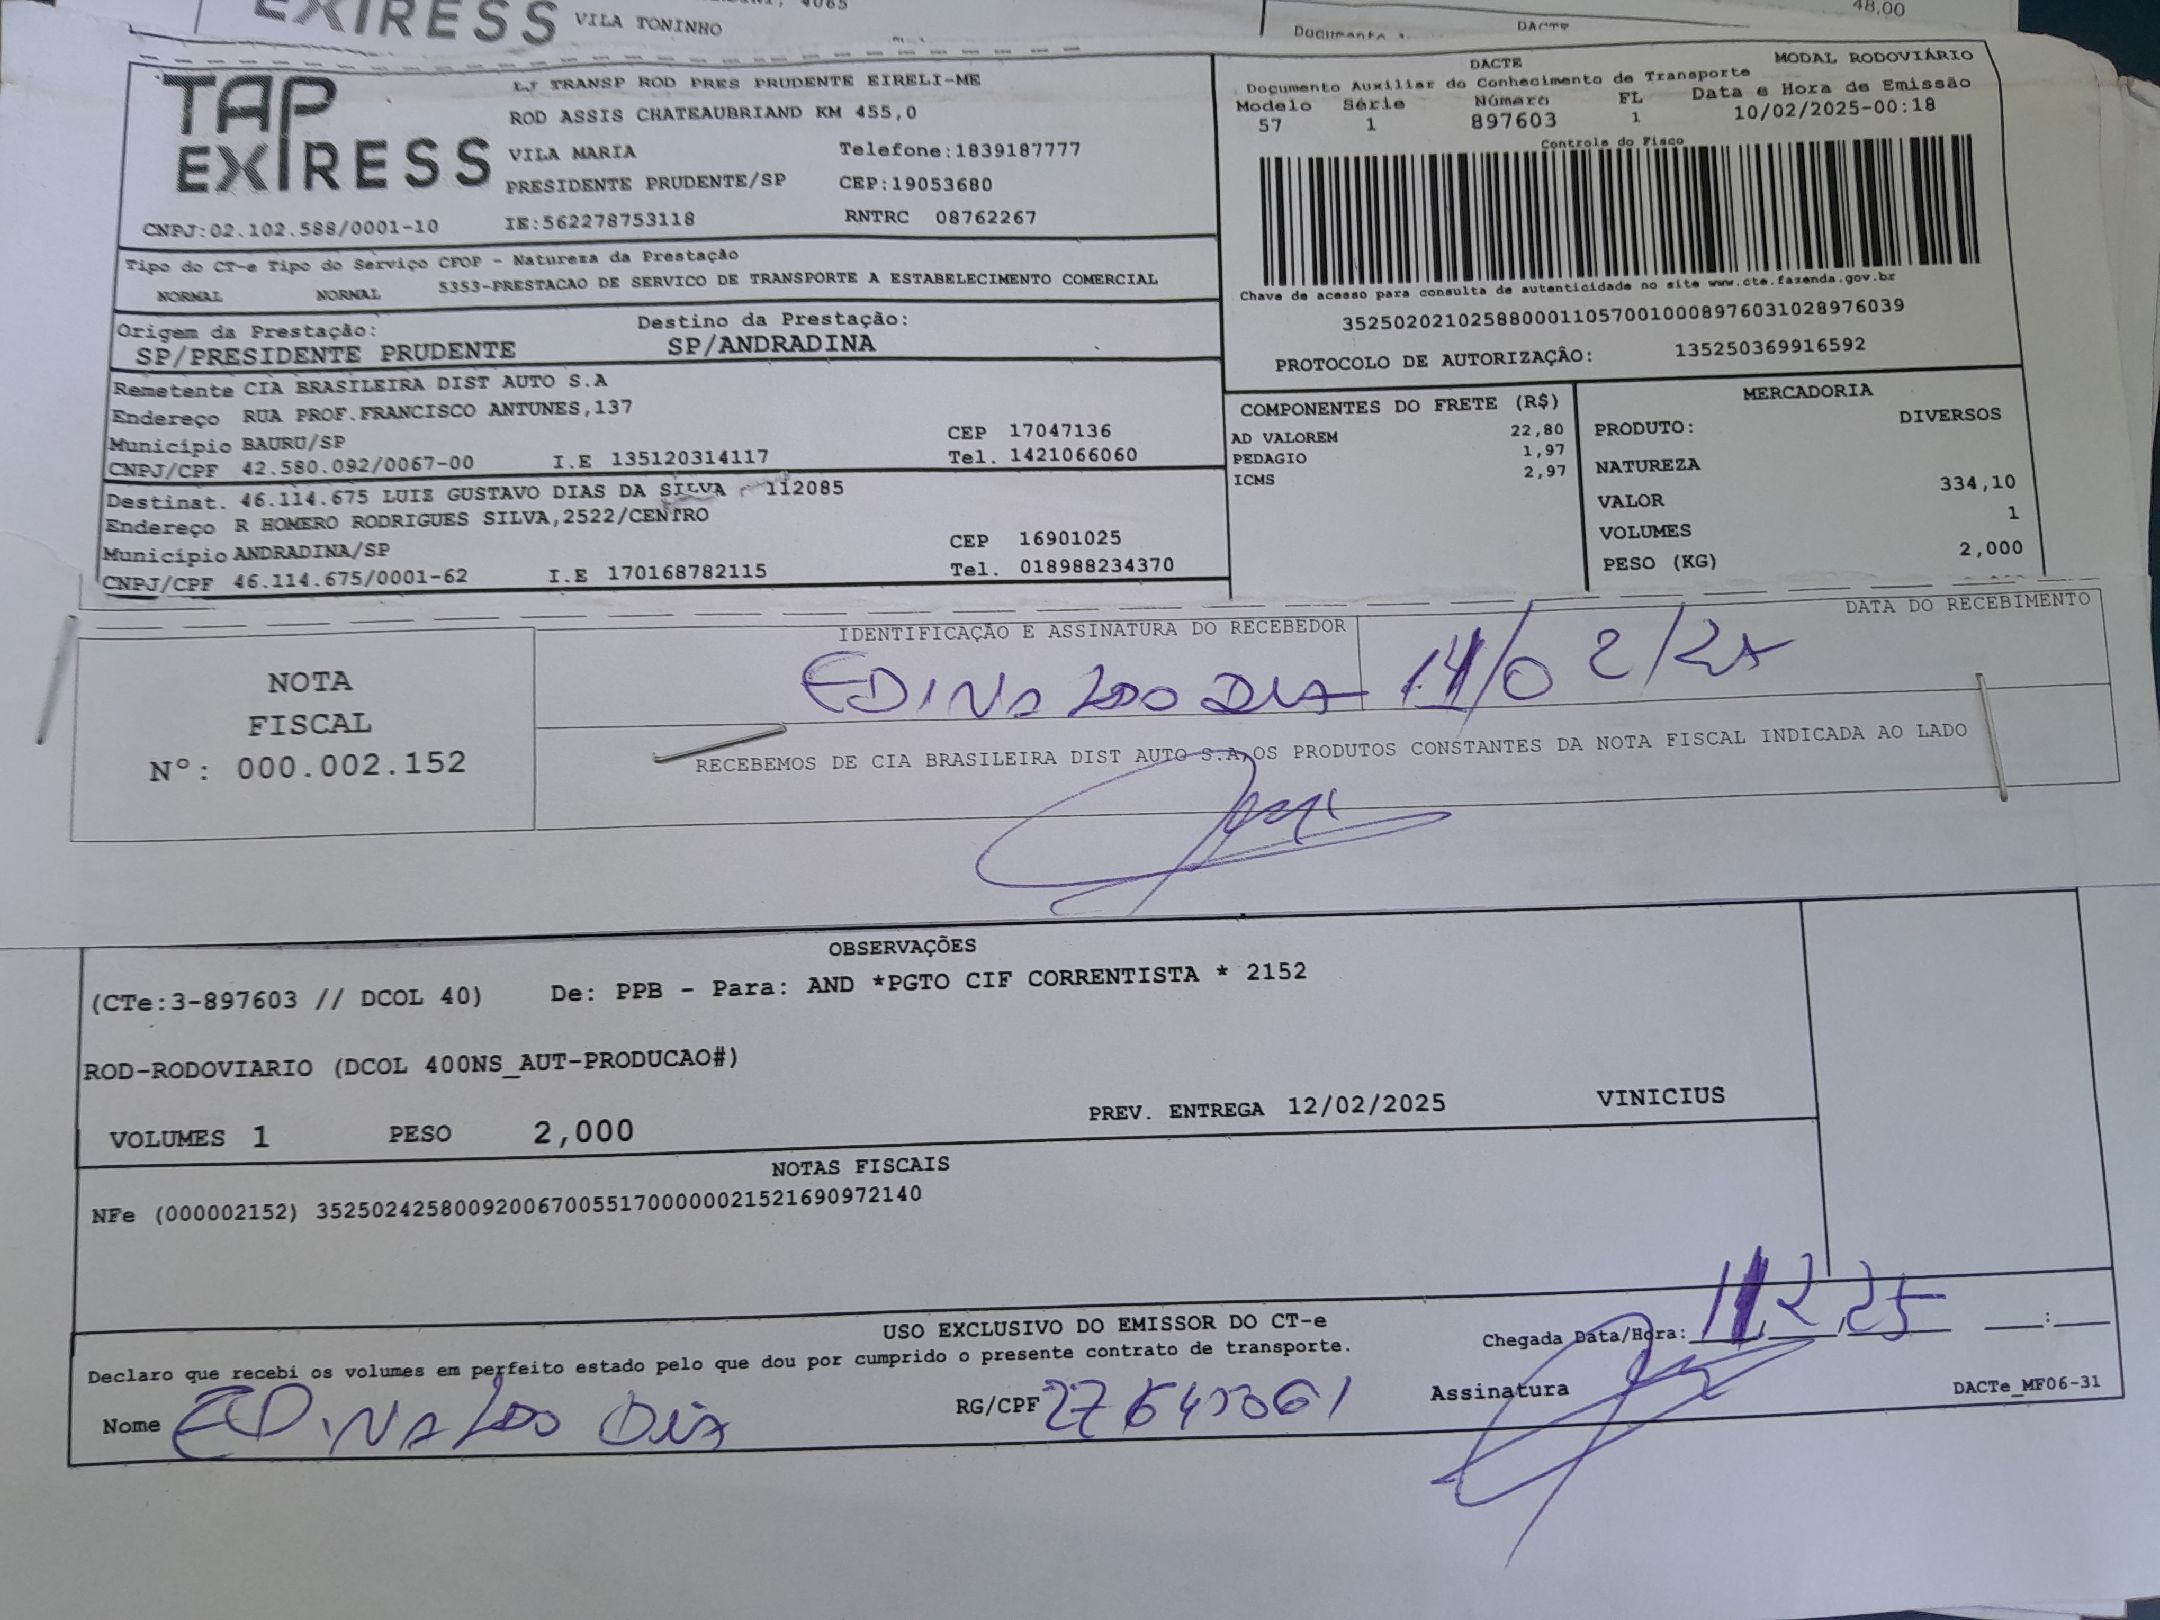 EXIRESS VILA TONINHO
48,00
DACTE
TAP
EXIRESS
LJ TRANSP ROD PRES PRUDENTE EIRELI-ME
ROD ASSIS CHATEAUBRIAND KM 455,0
VILA MARIA Telefone:1839187777
PRESIDENTE PRUDENTE/SP CEP:19053680
CNPJ:02.102.588/0001-10 IE:562278753118 RNTRC 08762267
DACTE MODAL RODOVIÁRIO
Documento Auxiliar do Conhecimento de Transporte
Modelo Série Número FL Data e Hora de Emissão
57 1 897603 1 10/02/2025-00:18
Controle do Fisco
Chave de acesso para consulta de autenticidade no site www.cte.fazenda.gov.br
35250202102588000110570010008976031028976039
PROTOCOLO DE AUTORIZAÇÃO: 135250369916592
Tipo do CT-e Tipo do Serviço CFOP - Natureza da Prestação
NORMAL NORMAL 5353-PRESTACAO DE SERVICO DE TRANSPORTE A ESTABELECIMENTO COMERCIAL
Origem da Prestação: Destino da Prestação:
SP/PRESIDENTE PRUDENTE SP/ANDRADINA
Remetente CIA BRASILEIRA DIST AUTO S.A
Endereço RUA PROF.FRANCISCO ANTUNES,137
Município BAURU/SP CEP 17047136
CNPJ/CPF 42.580.092/0067-00 I.E 135120314117 Tel. 1421066060
Destinat. 46.114.675 LUIZ GUSTAVO DIAS DA SILVA 112085
Endereço R HOMERO RODRIGUES SILVA,2522/CENTRO
Município ANDRADINA/SP CEP 16901025
CNPJ/CPF 46.114.675/0001-62 I.E 170168782115 Tel. 018988234370
COMPONENTES DO FRETE (R$)
AD VALOREM 22,80
PEDAGIO 1,97
ICMS 2,97
MERCADORIA
PRODUTO: DIVERSOS
NATUREZA
VALOR 334,10
VOLUMES 1
PESO (KG) 2,000
IDENTIFICAÇÃO E ASSINATURA DO RECEBEDOR DATA DO RECEBIMENTO
EDINALDO DIA 14/02/25
NOTA
FISCAL
Nº: 000.002.152
RECEBEMOS DE CIA BRASILEIRA DIST AUTO S.A,OS PRODUTOS CONSTANTES DA NOTA FISCAL INDICADA AO LADO
OBSERVAÇÕES
(CTe:3-897603 // DCOL 40) De: PPB - Para: AND *PGTO CIF CORRENTISTA * 2152
ROD-RODOVIARIO (DCOL 400NS_AUT-PRODUCAO#)
VOLUMES 1 PESO 2,000 PREV. ENTREGA 12/02/2025 VINICIUS
NOTAS FISCAIS
NFe (000002152) 35250242580092006700551700000021521690972140
USO EXCLUSIVO DO EMISSOR DO CT-e
Declaro que recebi os volumes em perfeito estado pelo que dou por cumprido o presente contrato de transporte.
Chegada Data/Hora: 2 25 :
Nome EDINALDO Dia RG/CPF Assinatura DACTe_MF06-31